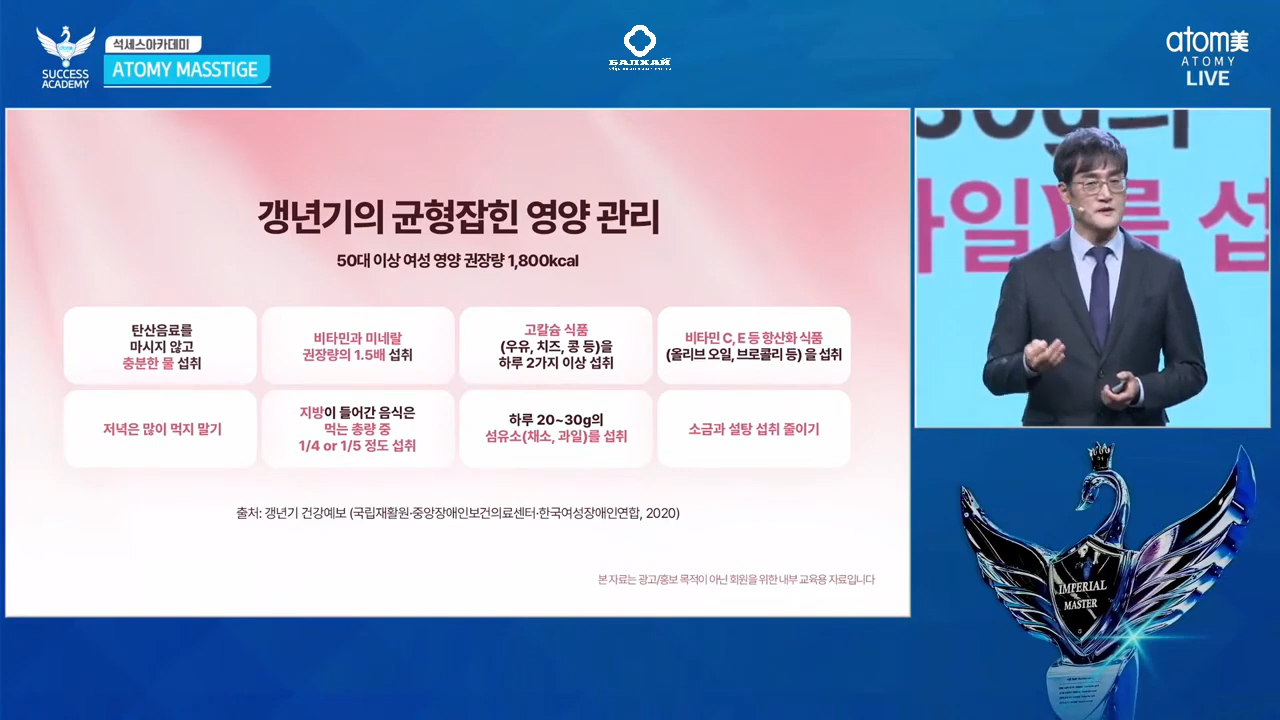 SUCCESS
ACADEMY
석세스아카데미
ATOMY MASSTIGE
БАЛХАЙ
atom美
ATOMY
LIVE
갱년기의 균형잡힌 영양 관리
50대 이상 여성 영양 권장량 1,800kcal
탄산음료를
마시지 않고
충분한 물 섭취
비타민과 미네랄
권장량의 1.5배 섭취
고칼슘 식품
(우유, 치즈, 콩 등)을
하루 2가지 이상 섭취
비타민 C, E 등 항산화 식품
(올리브 오일, 브로콜리 등) 을 섭취
저녁은 많이 먹지 말기
지방이 들어간 음식은
먹는 총량 중
1/4 or 1/5 정도 섭취
하루 20~30g의
섬유소(채소, 과일)를 섭취
소금과 설탕 섭취 줄이기
출처: 갱년기 건강예보 (국립재활원·중앙장애인보건의료센터·한국여성장애인연합, 2020)
본 자료는 광고/홍보 목적이 아닌 회원을 위한 내부 교육용 자료입니다
30g의
과일)를 섭
IMPERIAL
MASTER